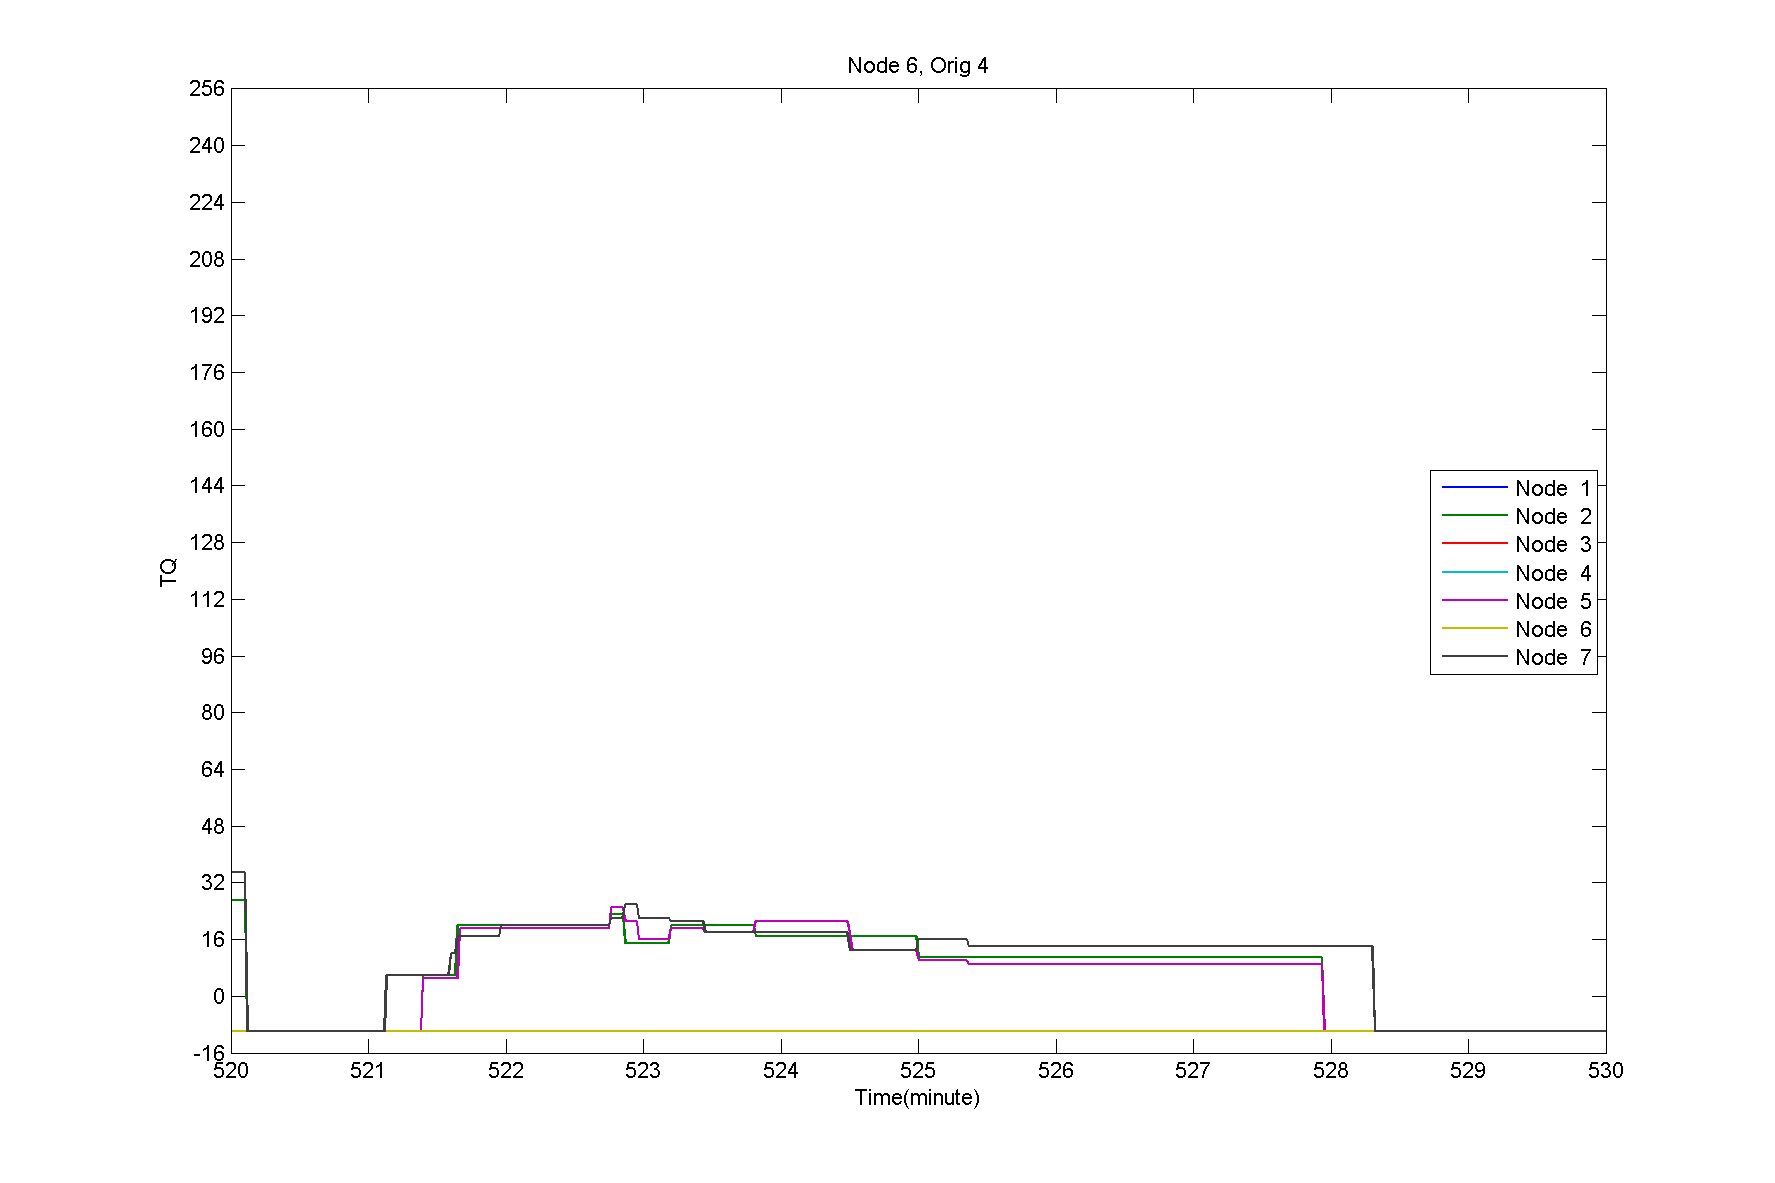 Node 6, Orig 4
256
240
224
208
192
176
160
144
128
112
96
80
64
48
32
16
0
-16
TQ
Node 1
Node 2
Node 3
Node 4
Node 5
Node 6
Node 7
520 521 522 523 524 525 526 527 528 529 530
Time(minute)